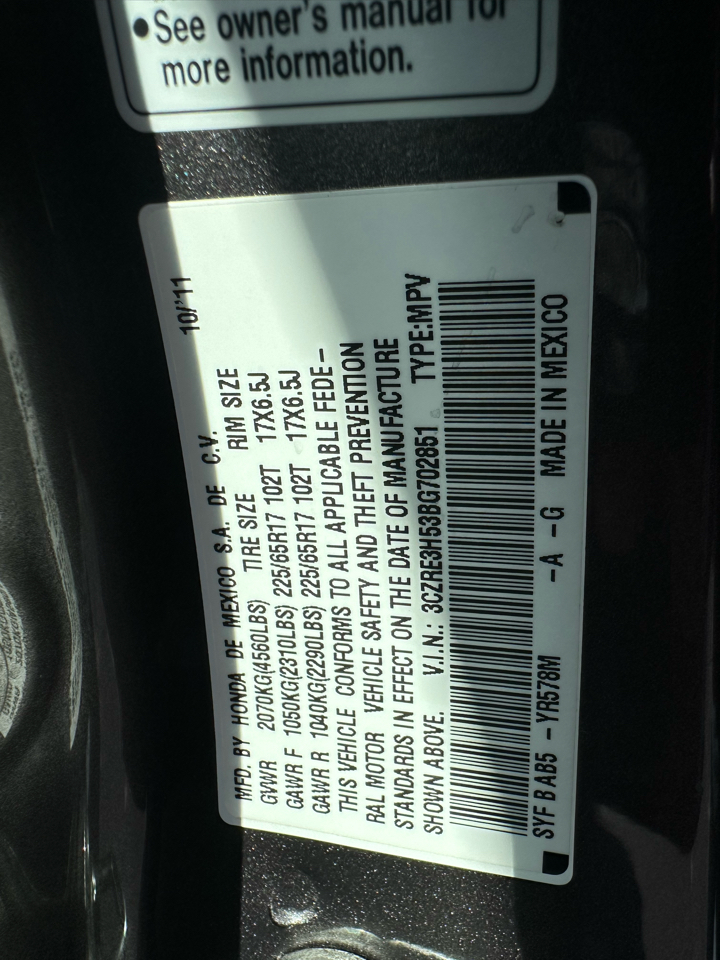 See owner's manual for
more information.
10/'11
MFD. BY HONDA DE MEXICO S.A. DE C.V.
GVWR 2070KG(4560LBS) TIRE SIZE RIM SIZE
GAWR F 1050KG(2310LBS) 225/65R17 102T 17X6.5J
GAWR R 1040KG(2290LBS) 225/65R17 102T 17X6.5J
THIS VEHICLE CONFORMS TO ALL APPLICABLE FEDE-
RAL MOTOR VEHICLE SAFETY AND THEFT PREVENTION
STANDARDS IN EFFECT ON THE DATE OF MANUFACTURE
SHOWN ABOVE. V.I.N.: 3CZRE3H53BG702851 TYPE:MPV
SYF B AB5 -YR578M -A -G MADE IN MEXICO